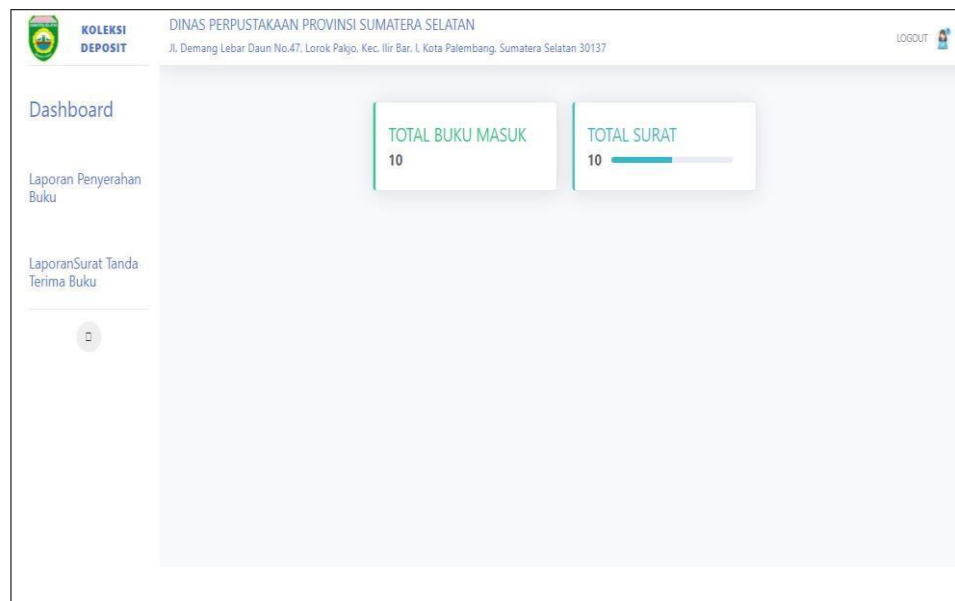 KOLEKSI
DEPOSIT
DINAS PERPUSTAKAAN PROVINSI SUMATERA SELATAN
Jl. Demang Lebar Daun No.47, Lorok Pakjo, Kec. Ilir Bar. I, Kota Palembang, Sumatera Selatan 30137
LOGOUT
Dashboard
Laporan Penyerahan
Buku
LaporanSurat Tanda
Terima Buku
TOTAL BUKU MASUK
10
TOTAL SURAT
10